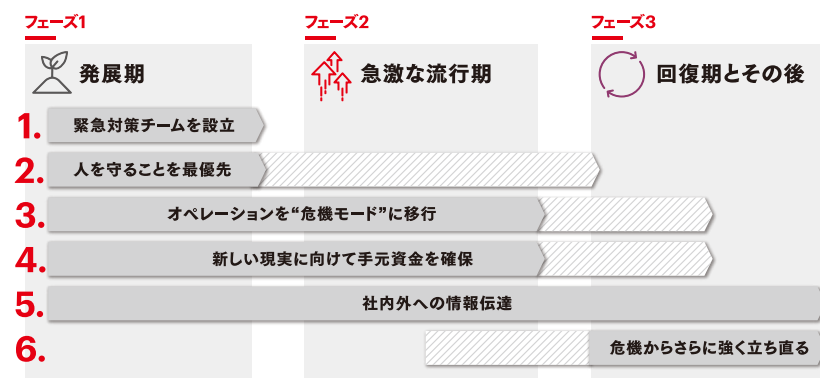 フェーズ1
フェーズ2
フェーズ3
発展期
急激な流行期
回復期とその後
1. 緊急対策チームを設立
2. 人を守ることを最優先
3. オペレーションを“危機モード”に移行
4. 新しい現実に向けて手元資金を確保
5. 社内外への情報伝達
6. 危機からさらに強く立ち直る